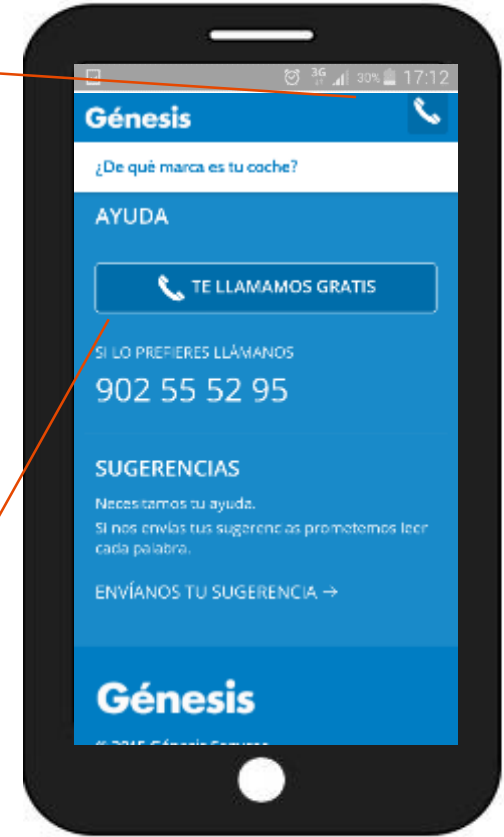 3G 30% 17:12
Génesis
¿De qué marca es tu coche?
AYUDA
TE LLAMAMOS GRATIS
SI LO PREFIERES LLÁMANOS
902 55 52 95
SUGERENCIAS
Necesitamos tu ayuda.
Si nos envías tus sugerencias prometemos leer
cada palabra.
ENVÍANOS TU SUGERENCIA →
Génesis